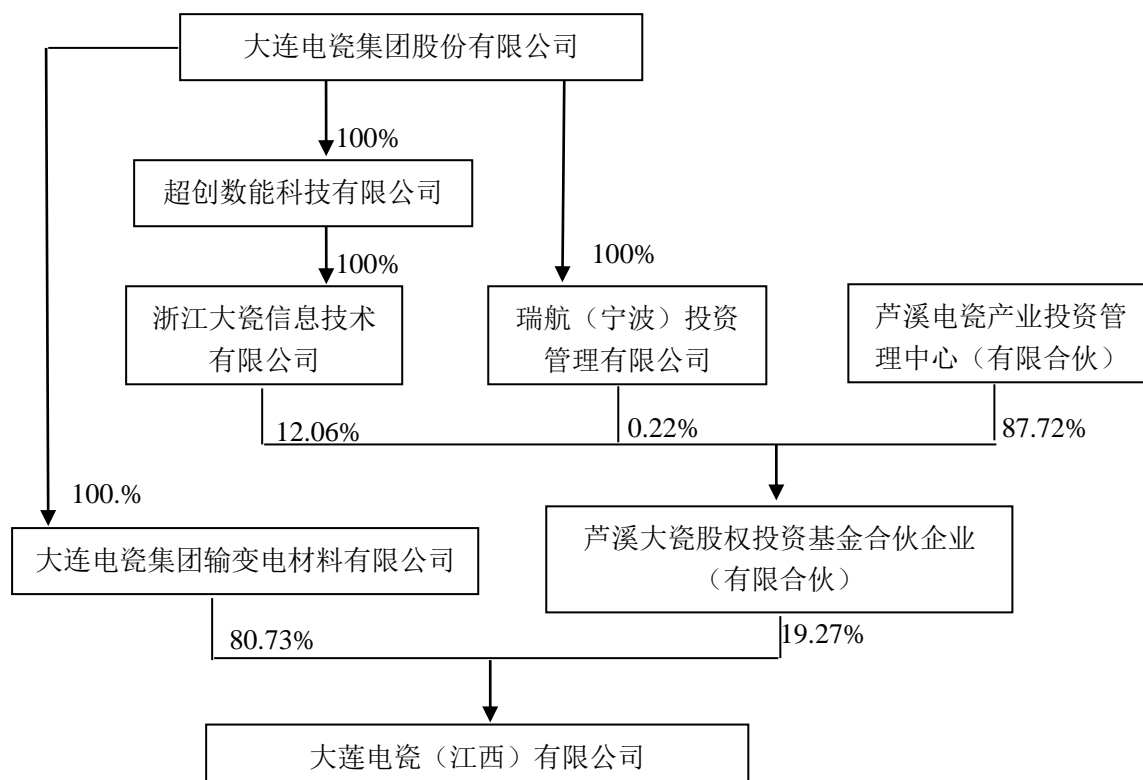 大连电瓷集团股份有限公司
100%
超创数能科技有限公司
100%
100%
浙江大瓷信息技术
有限公司
瑞航（宁波）投资
管理有限公司
芦溪电瓷产业投资管
理中心（有限合伙）
12.06%
0.22%
87.72%
100.%
大连电瓷集团输变电材料有限公司
芦溪大瓷股权投资基金合伙企业
（有限合伙）
80.73%
19.27%
大莲电瓷（江西）有限公司